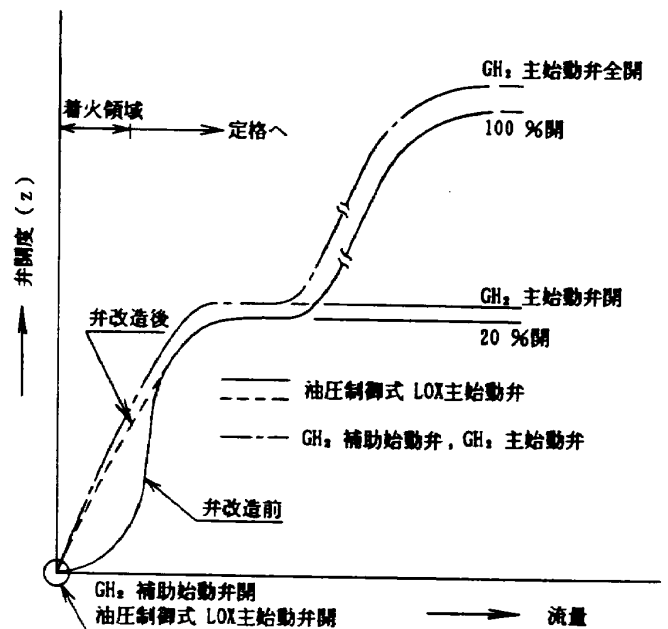 GH₂ 主始動弁全開
100 %開
着火領域
定格へ
弁開度(z)
GH₂ 主始動弁開
20 %開
弁改造後
油圧制御式 LOX主始動弁
GH₂ 補助始動弁,GH₂ 主始動弁
弁改造前
GH₂ 補助始動弁開
油圧制御式 LOX主始動弁開
流量